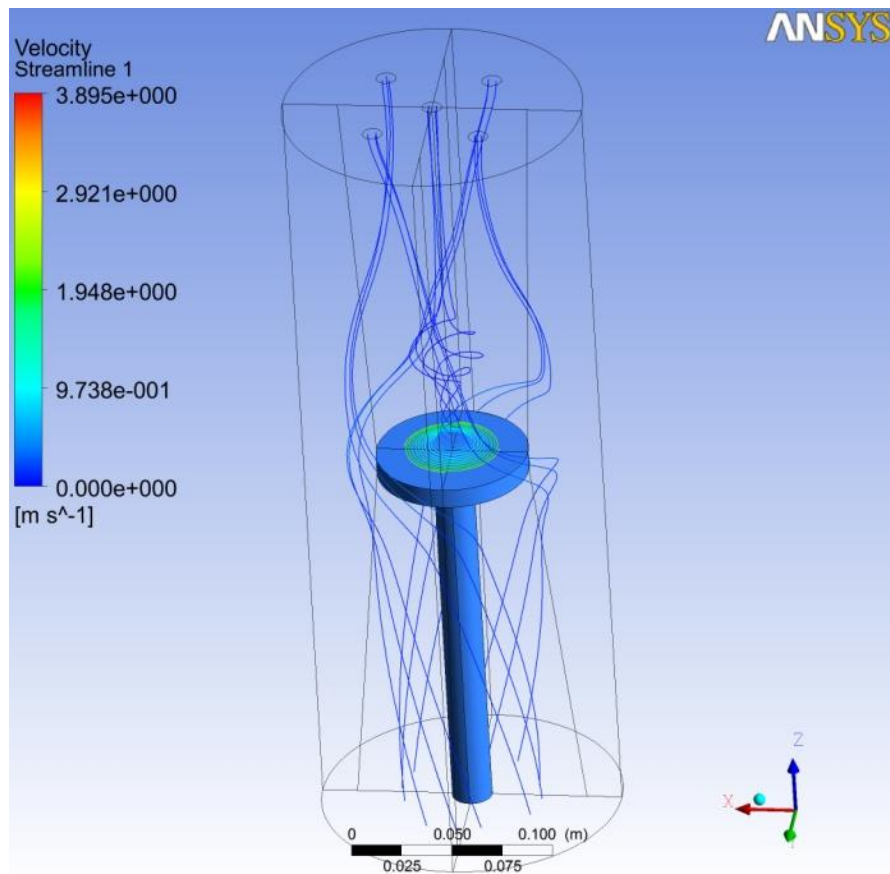 ANSYS
Velocity
Streamline 1
3.895e+000
2.921e+000
1.948e+000
9.738e-001
0.000e+000
[m s^-1]
Z
X
0 0.050 0.100 (m)
0.025 0.075